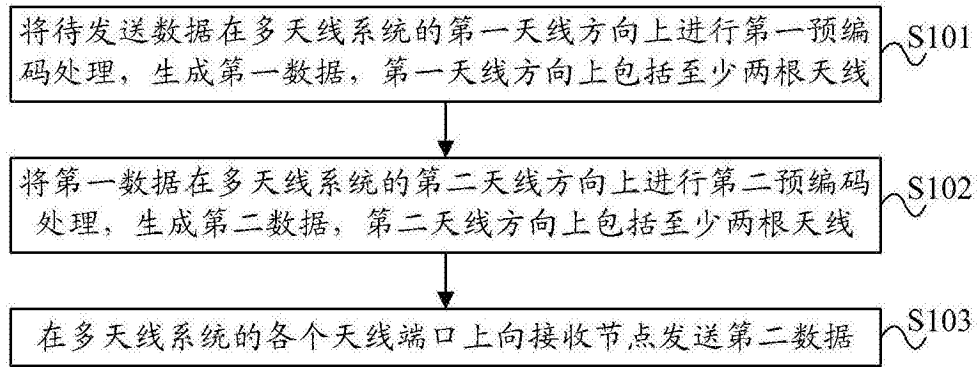 将待发送数据在多天线系统的第一天线方向上进行第一预编
码处理，生成第一数据，第一天线方向上包括至少两根天线
S101
将第一数据在多天线系统的第二天线方向上进行第二预编码
处理，生成第二数据，第二天线方向上包括至少两根天线
S102
在多天线系统的各个天线端口上向接收节点发送第二数据
S103